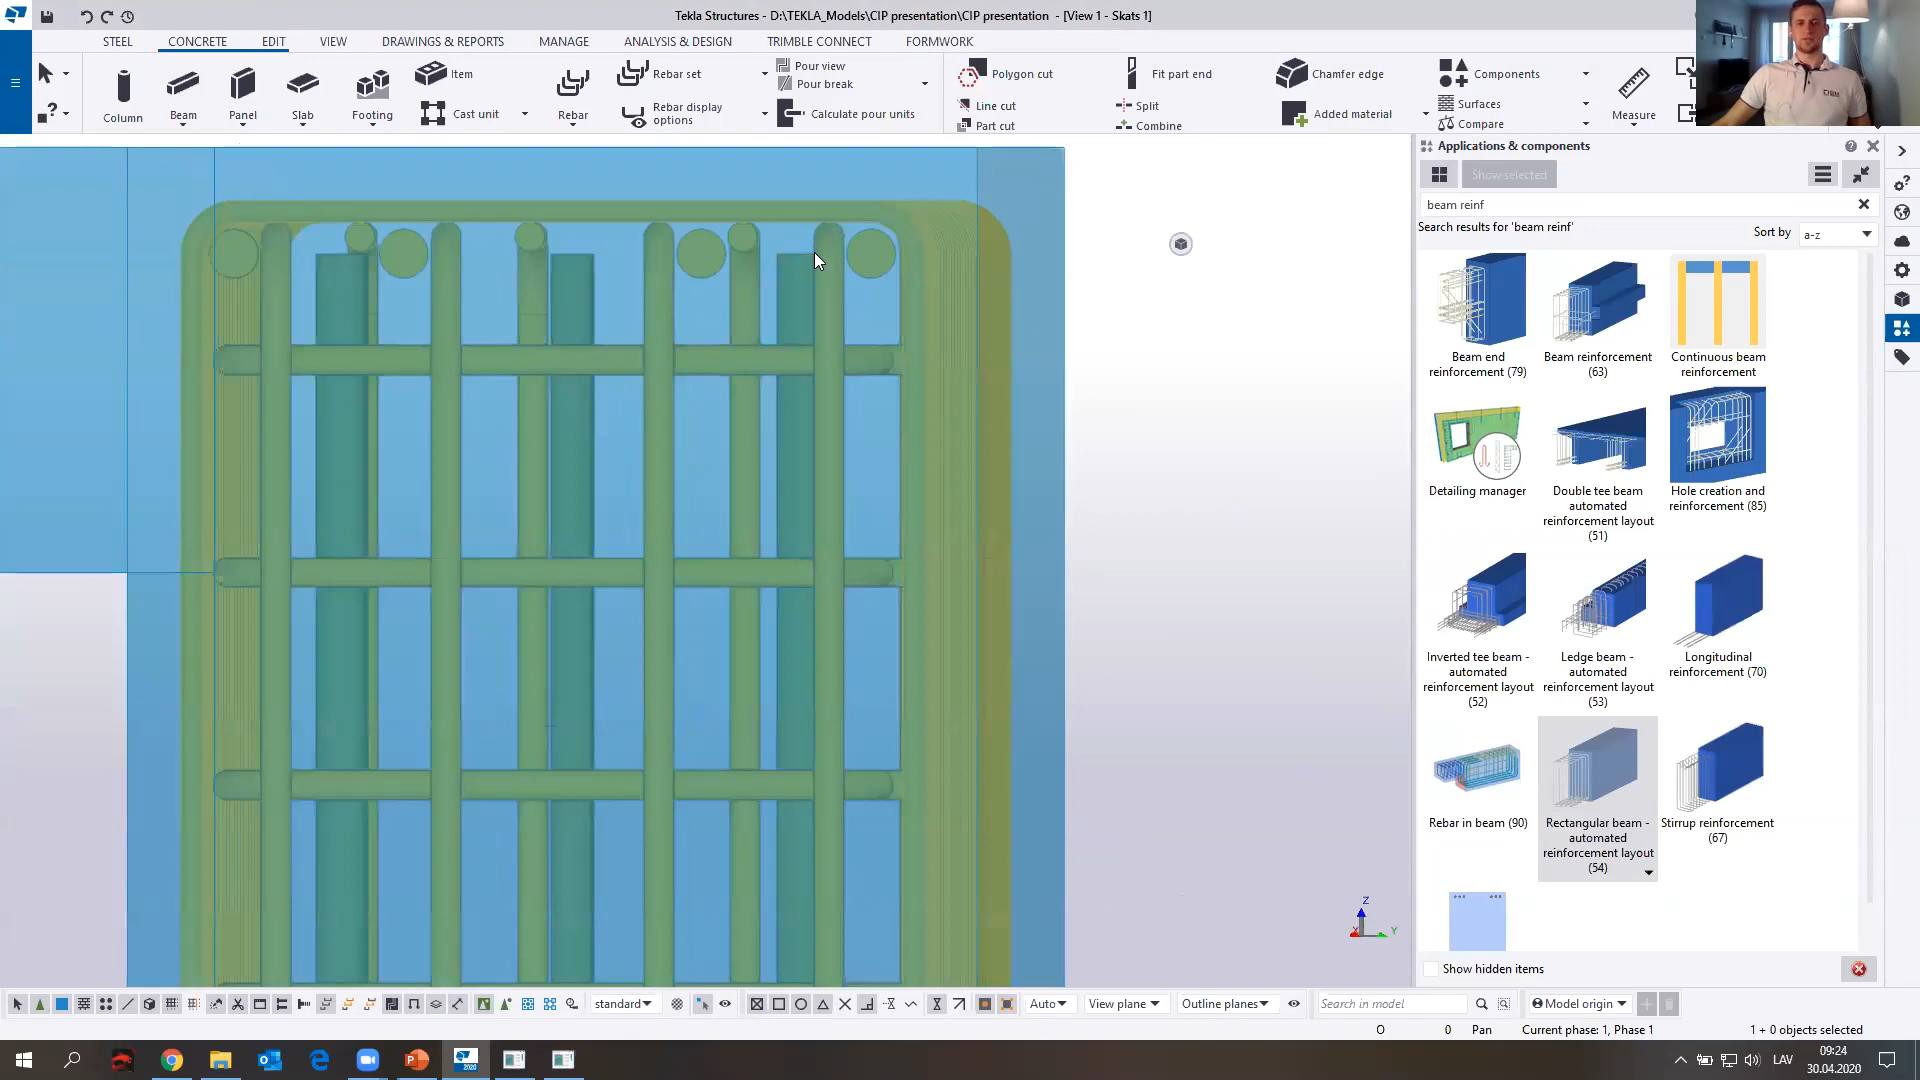 Tekla Structures - D:\TEKLA_Models\CIP presentation\CIP presentation - [View 1 - Skats 1]
STEEL CONCRETE EDIT VIEW DRAWINGS & REPORTS MANAGE ANALYSIS & DESIGN TRIMBLE CONNECT FORMWORK
Column
Beam
Panel
Slab
Footing
Item
Cast unit
Rebar
Rebar set
Rebar display
options
Pour view
Pour break
Calculate pour units
Polygon cut
Line cut
Part cut
Fit part end
Split
Combine
Chamfer edge
Added material
Components
Surfaces
Compare
Measure
Applications & components
Show selected
beam reinf
Search results for 'beam reinf'
Sort by
a-z
Beam end
reinforcement (79)
Beam reinforcement
(63)
Continuous beam
reinforcement
Detailing manager
Double tee beam
automated
reinforcement layout
(51)
Hole creation and
reinforcement (85)
Inverted tee beam -
automated
reinforcement layout
(52)
Ledge beam -
automated
reinforcement layout
(53)
Longitudinal
reinforcement (70)
Rebar in beam (90)
Rectangular beam -
automated
reinforcement layout
(54)
Stirrup reinforcement
(67)
Show hidden items
Z
X
Y
standard
Auto
View plane
Outline planes
Search in model
Model origin
O 0 Pan Current phase: 1, Phase 1 1 + 0 objects selected
2020
LAV
09:24
30.04.2020